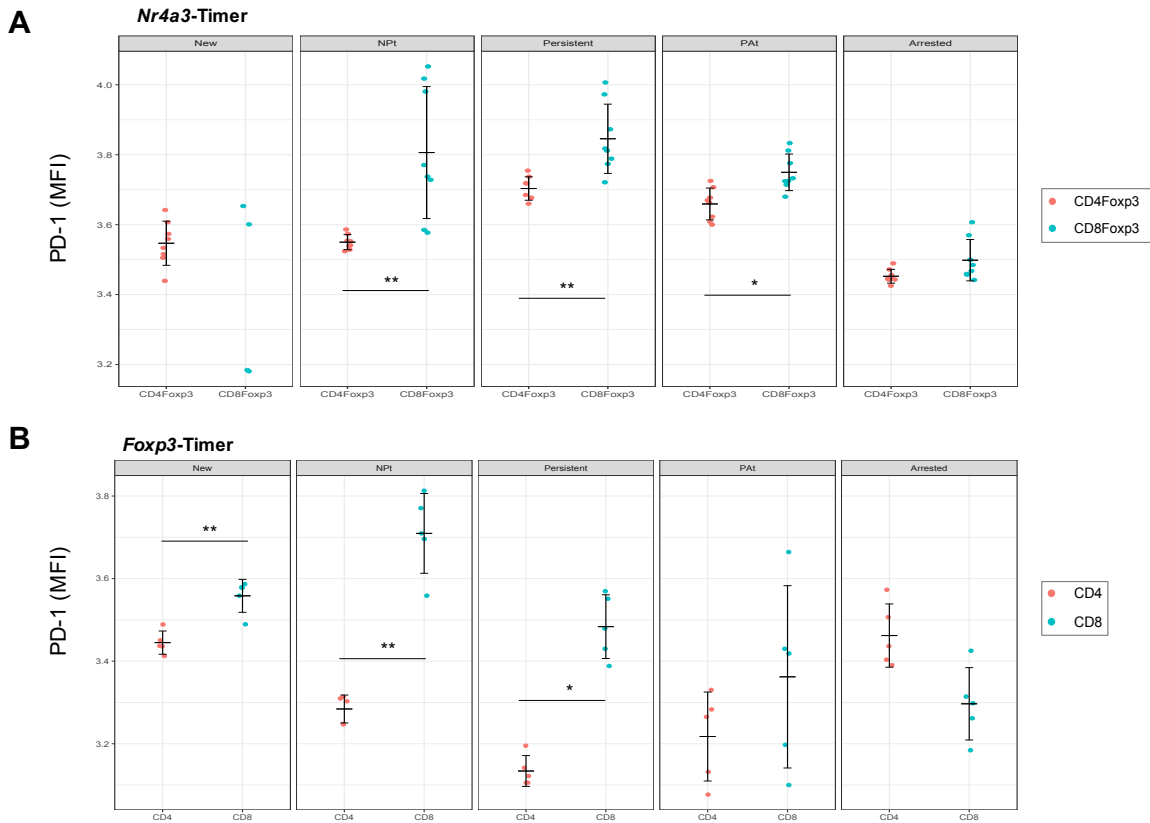 A
Nr4a3-Timer
New NPt Persistent PAt Arrested
PD-1 (MFI)
4.0
3.8
3.6
3.4
3.2
** ** *
CD4Foxp3 CD8Foxp3 CD4Foxp3 CD8Foxp3 CD4Foxp3 CD8Foxp3 CD4Foxp3 CD8Foxp3 CD4Foxp3 CD8Foxp3
CD4Foxp3
CD8Foxp3
B
Foxp3-Timer
New NPt Persistent PAt Arrested
PD-1 (MFI)
3.8
3.6
3.4
3.2
**
**
*
CD4 CD8 CD4 CD8 CD4 CD8 CD4 CD8 CD4 CD8
CD4
CD8